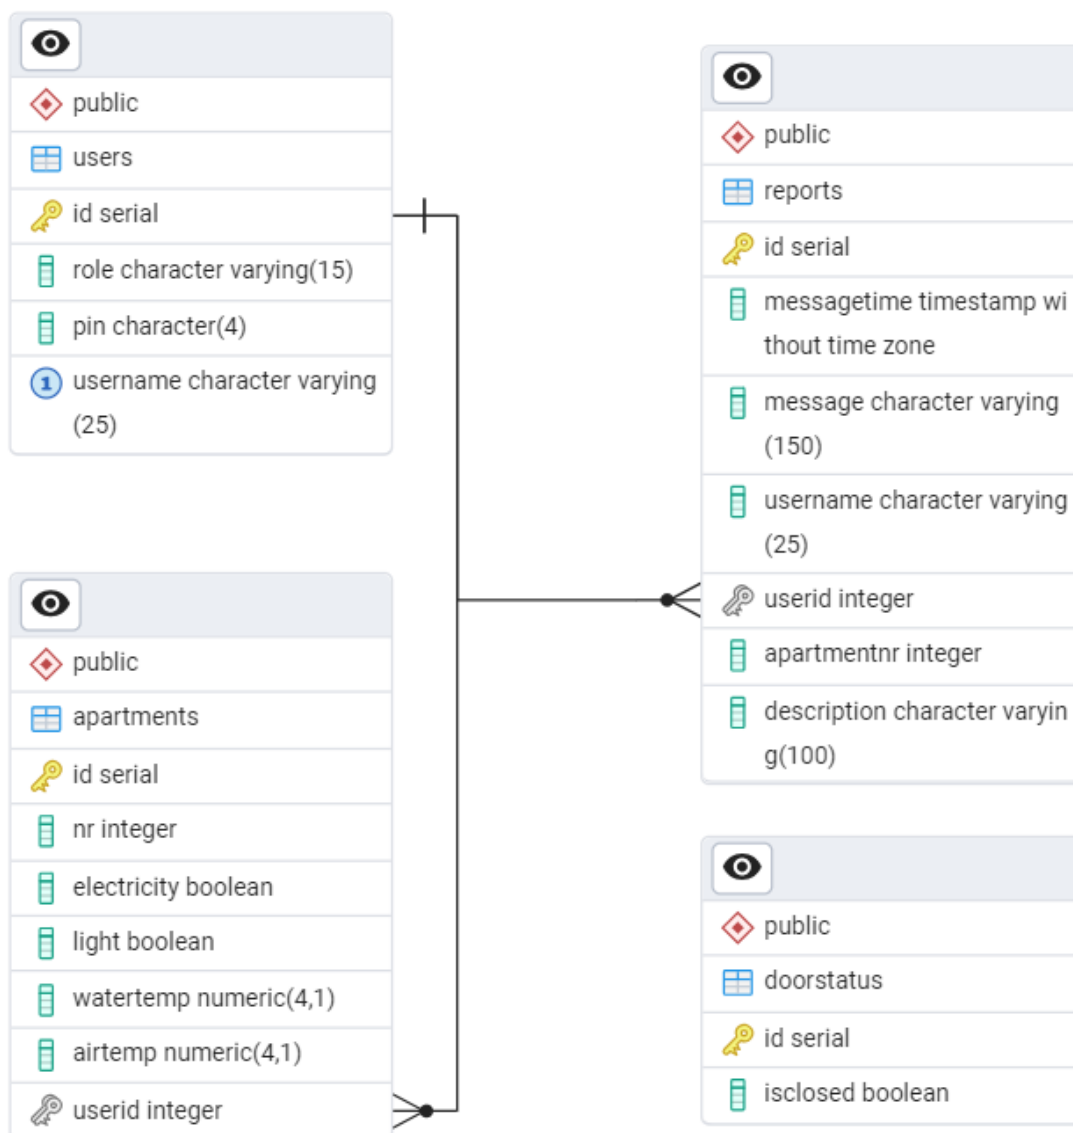 public
users
id serial
role character varying(15)
pin character(4)
1 username character varying
(25)
public
apartments
id serial
nr integer
electricity boolean
light boolean
watertemp numeric(4,1)
airtemp numeric(4,1)
userid integer
public
reports
id serial
messagetime timestamp wi
thout time zone
message character varying
(150)
username character varying
(25)
userid integer
apartmentnr integer
description character varyin
g(100)
public
doorstatus
id serial
isclosed boolean